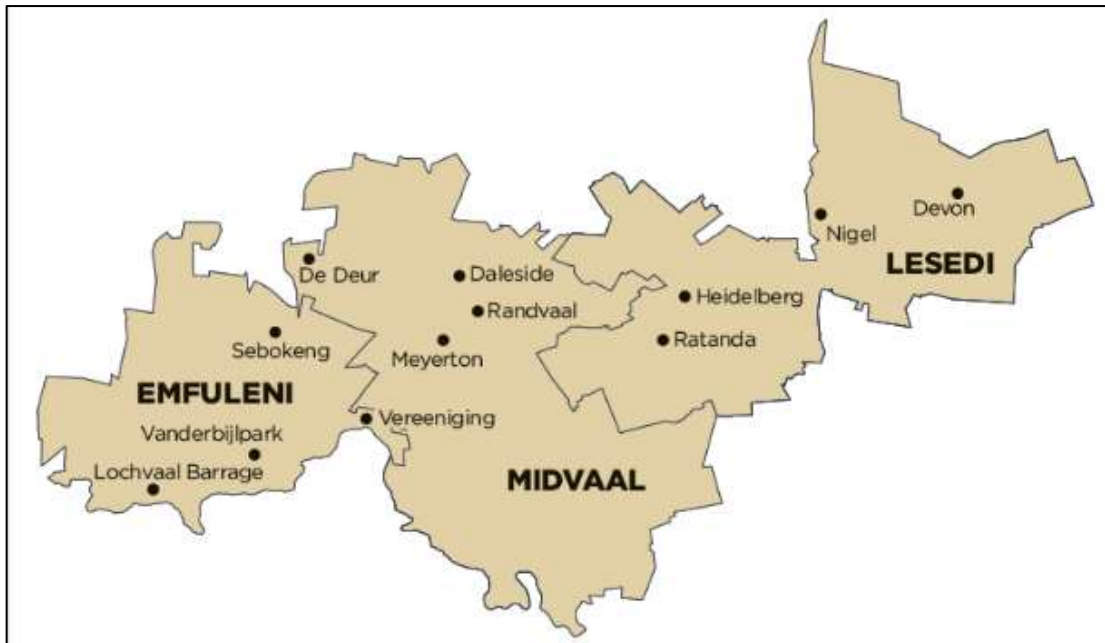 Devon
Nigel
LESEDI
De Deur
Daleside
Heidelberg
Randvaal
Sebokeng
Meyerton
Ratanda
EMFULENI
Vereeniging
Vanderbijlpark
Lochvaal Barrage
MIDVAAL